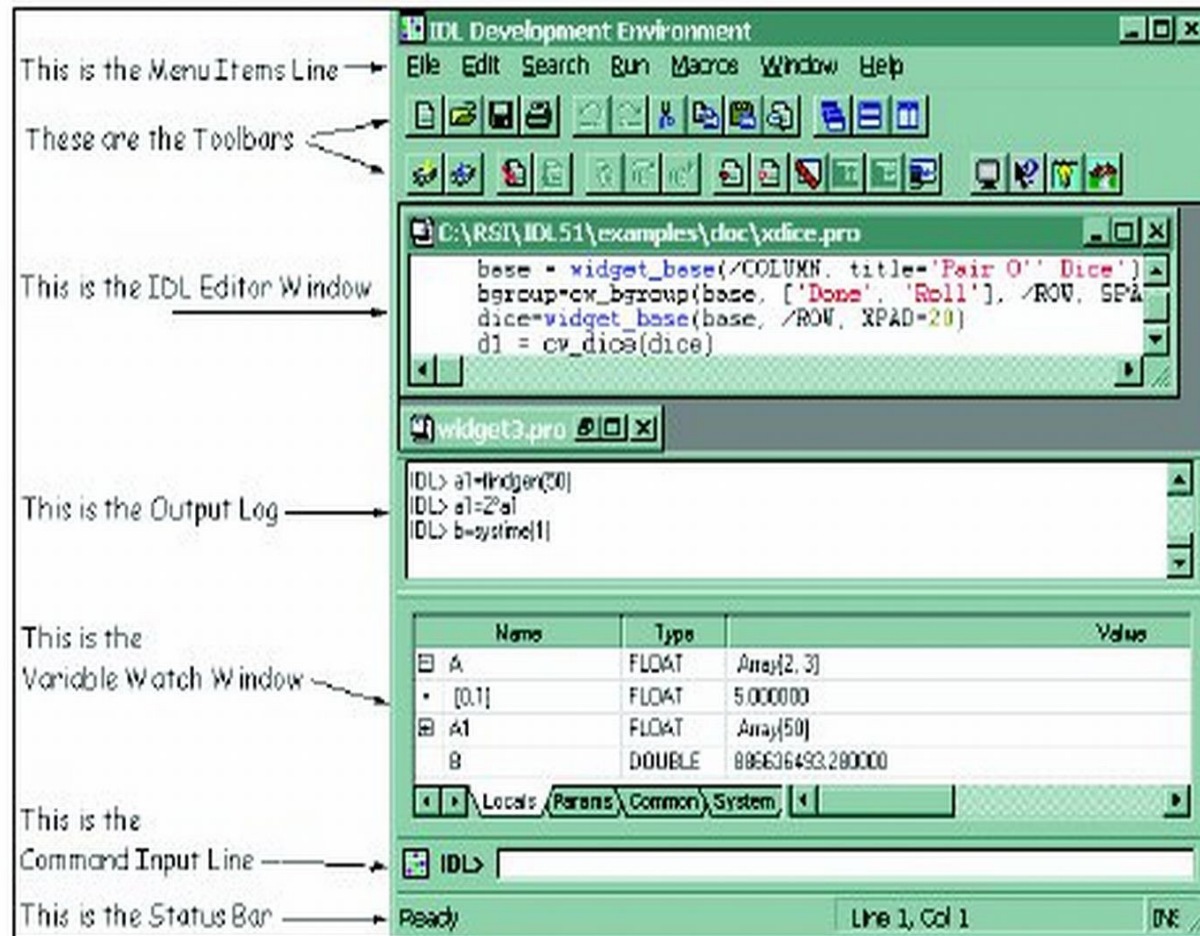 IDL Development Environment
This is the Menu Items Line
File Edit Search Run Macros Window Help
These are the Toolbars
C:\RSI\IDL51\examples\doc\xdice.pro
This is the IDL Editor Window
base = widget_base(/COLUMN, title='Pair O'' Dice')
bgroup=cw_bgroup(base, ['Done', 'Roll'], /ROW, SPA
dice=widget_base(base, /ROW, XPAD=20)
d1 = cw_dice(dice)
widget3.pro
This is the Output Log
IDL> a1=findgen(50)
IDL> a1=2*a1
IDL> b=systime(1)
This is the
Variable Watch Window
Name Type Value
A FLOAT Array[2, 3]
[0,1] FLOAT 5.000000
A1 FLOAT Array[50]
B DOUBLE 886636493.280000
Locals Params Common System
This is the
Command Input Line
IDL>
This is the Status Bar
Ready Line 1, Col 1